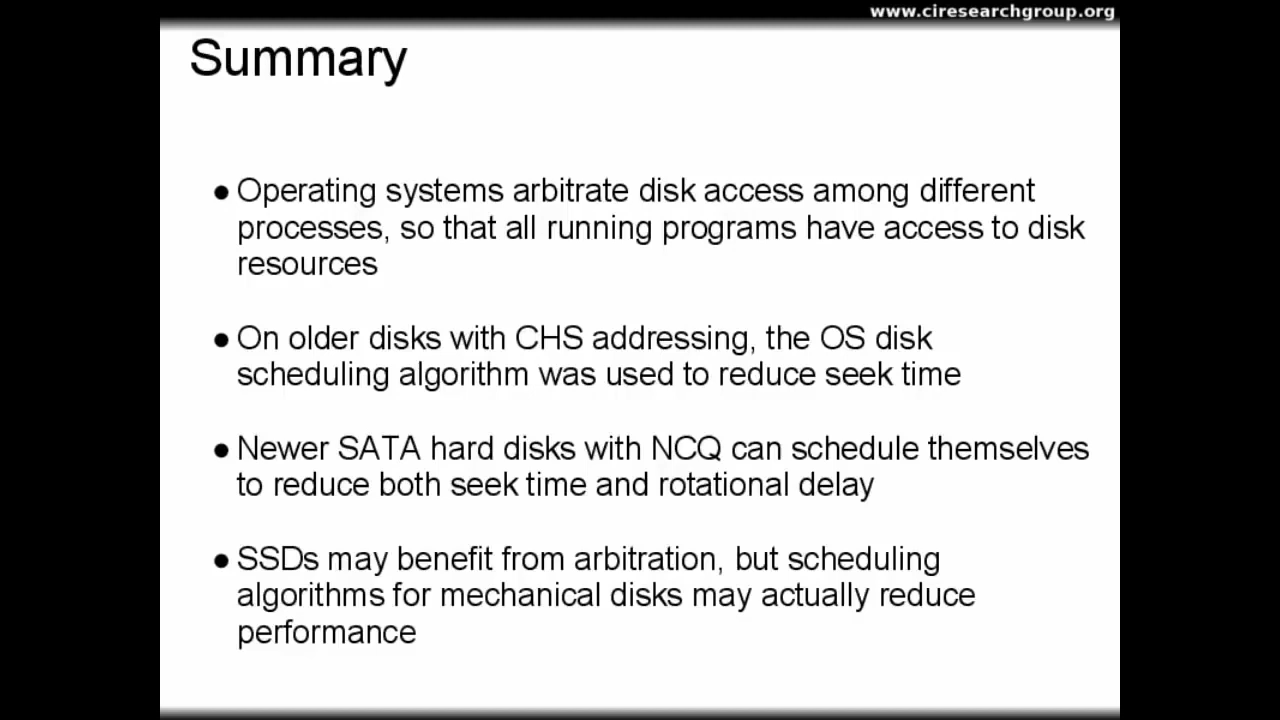 www.ciresearchgroup.org
Summary
● Operating systems arbitrate disk access among different
processes, so that all running programs have access to disk
resources
● On older disks with CHS addressing, the OS disk
scheduling algorithm was used to reduce seek time
● Newer SATA hard disks with NCQ can schedule themselves
to reduce both seek time and rotational delay
● SSDs may benefit from arbitration, but scheduling
algorithms for mechanical disks may actually reduce
performance